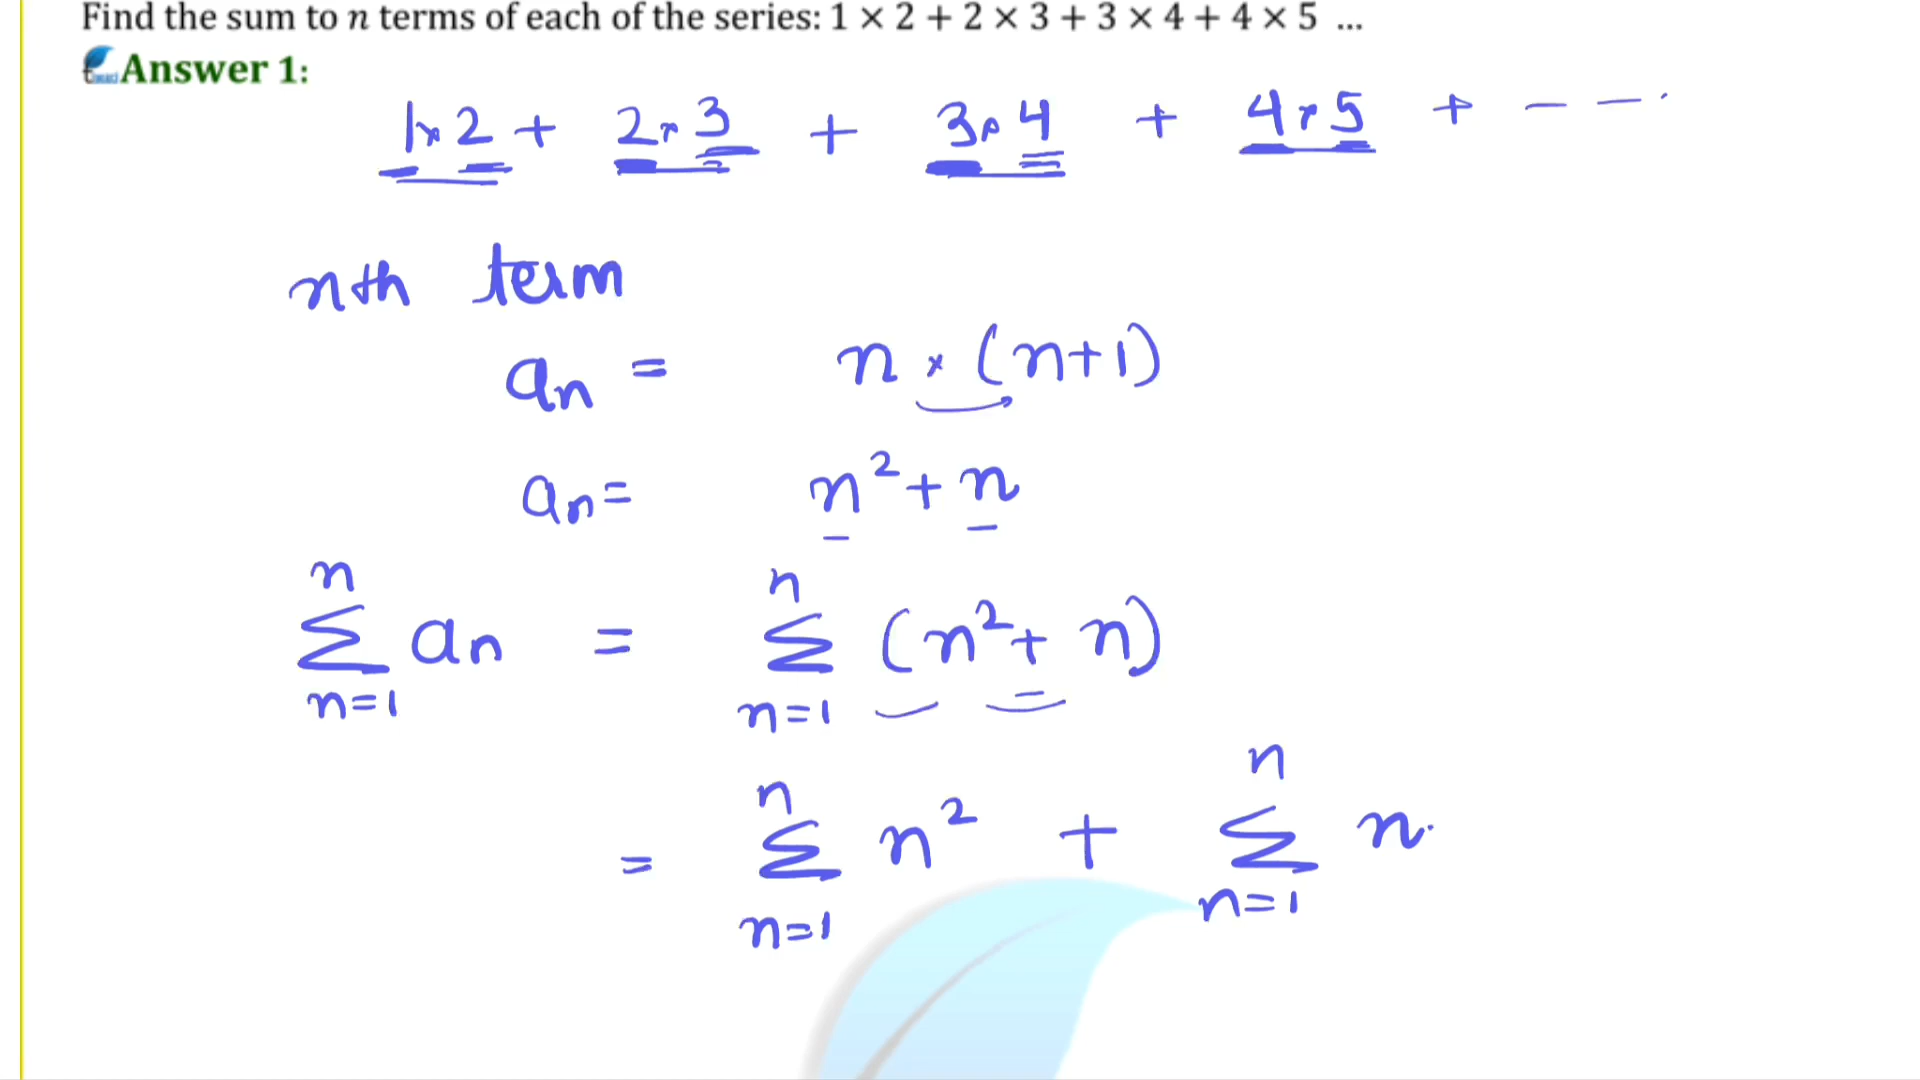 Find the sum to n terms of each of the series: 1 × 2 + 2 × 3 + 3 × 4 + 4 × 5 ...
Answer 1:
1 × 2 + 2 × 3 + 3 × 4 + 4 × 5 + - - -
nth term
aₙ = n × (n+1)
aₙ = n² + n
n n
Σ aₙ = Σ (n² + n)
n=1 n=1
n n
= Σ n² + Σ n.
n=1 n=1